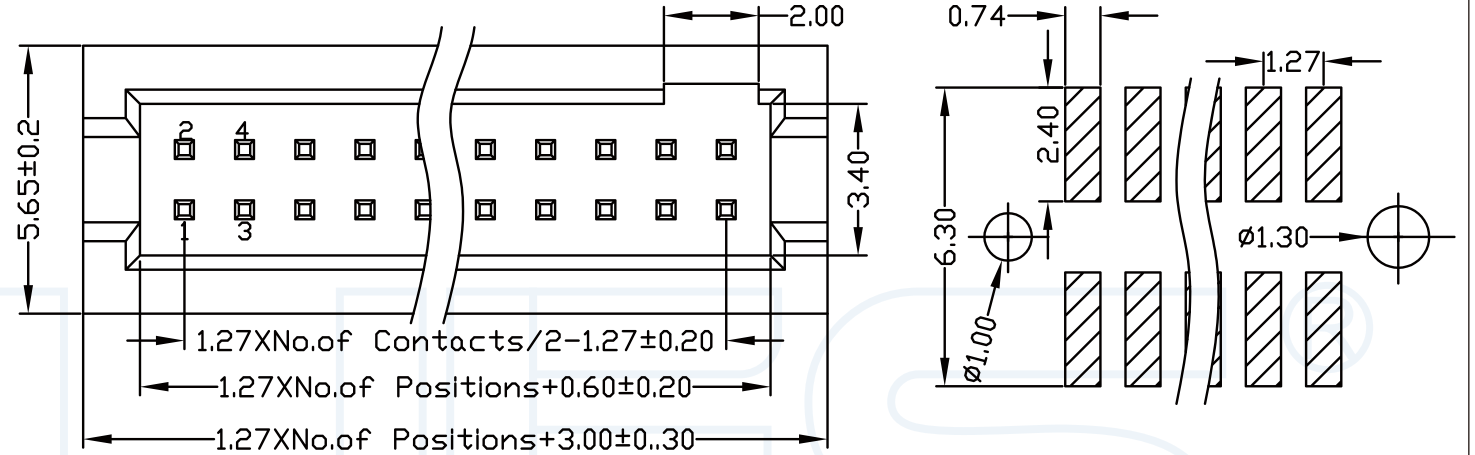 2.00
5.65±0.2
2 4
1 3
3.40
1.27XNo.of Contacts/2-1.27±0.20
1.27XNo.of Positions+0.60±0.20
1.27XNo.of Positions+3.00±0..30
0.74
1.27
2.40
6.30
ø1.30
ø1.00
®